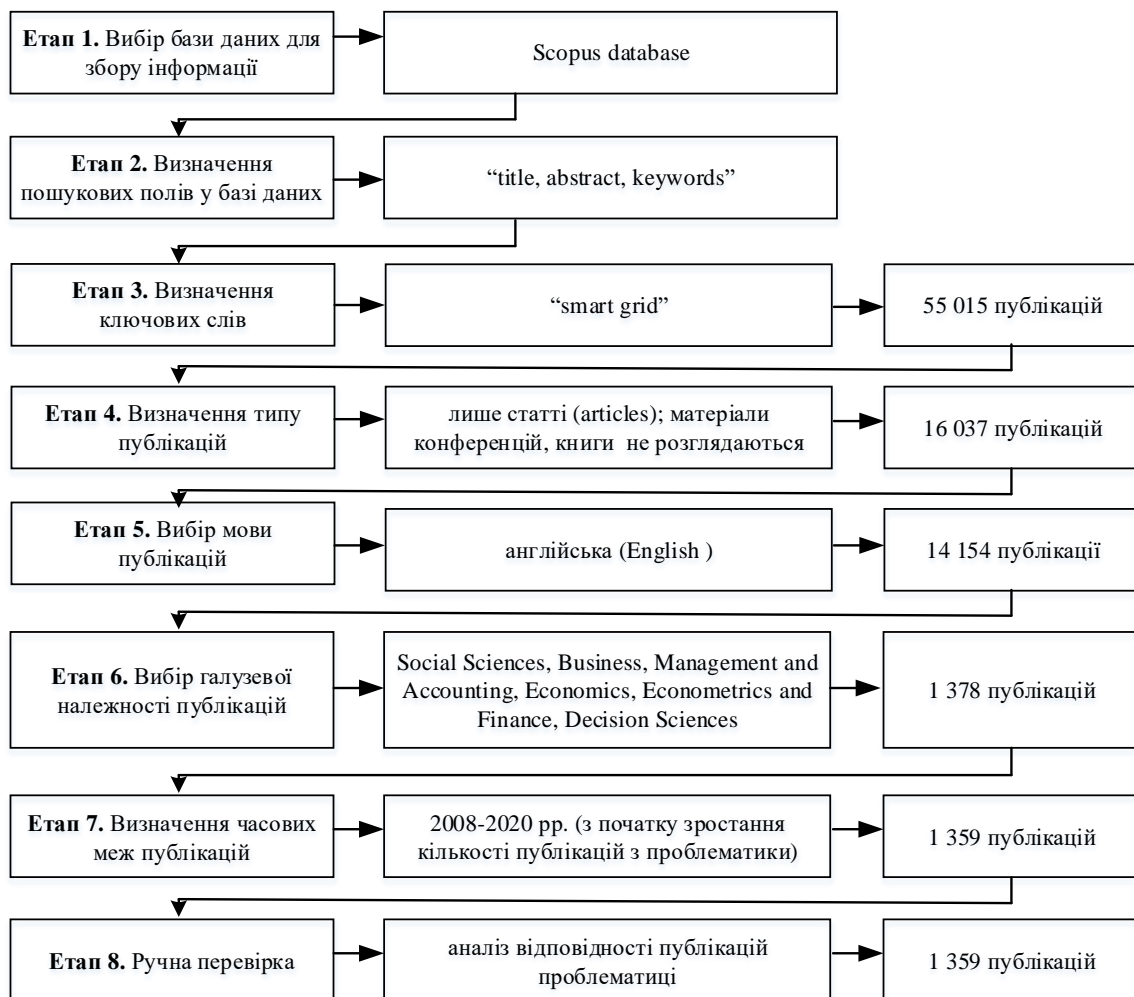 Етап 1. Вибір бази даних для
збору інформації
Scopus database
Етап 2. Визначення
пошукових полів у базі даних
“title, abstract, keywords”
Етап 3. Визначення
ключових слів
“smart grid”
55 015 публікацій
Етап 4. Визначення типу
публікацій
лише статті (articles); матеріали
конференцій, книги  не розглядаються
16 037 публікацій
Етап 5. Вибір мови
публікацій
англійська (English )
14 154 публікації
Етап 6. Вибір галузевої
належності публікацій
Social Sciences, Business, Management and
Accounting, Economics, Econometrics and
Finance, Decision Sciences
1 378 публікацій
Етап 7. Визначення часових
меж публікацій
2008-2020 рр. (з початку зростання
кількості публікацій з проблематики)
1 359 публікацій
Етап 8. Ручна перевірка
аналіз відповідності публікацій
проблематиці
1 359 публікацій